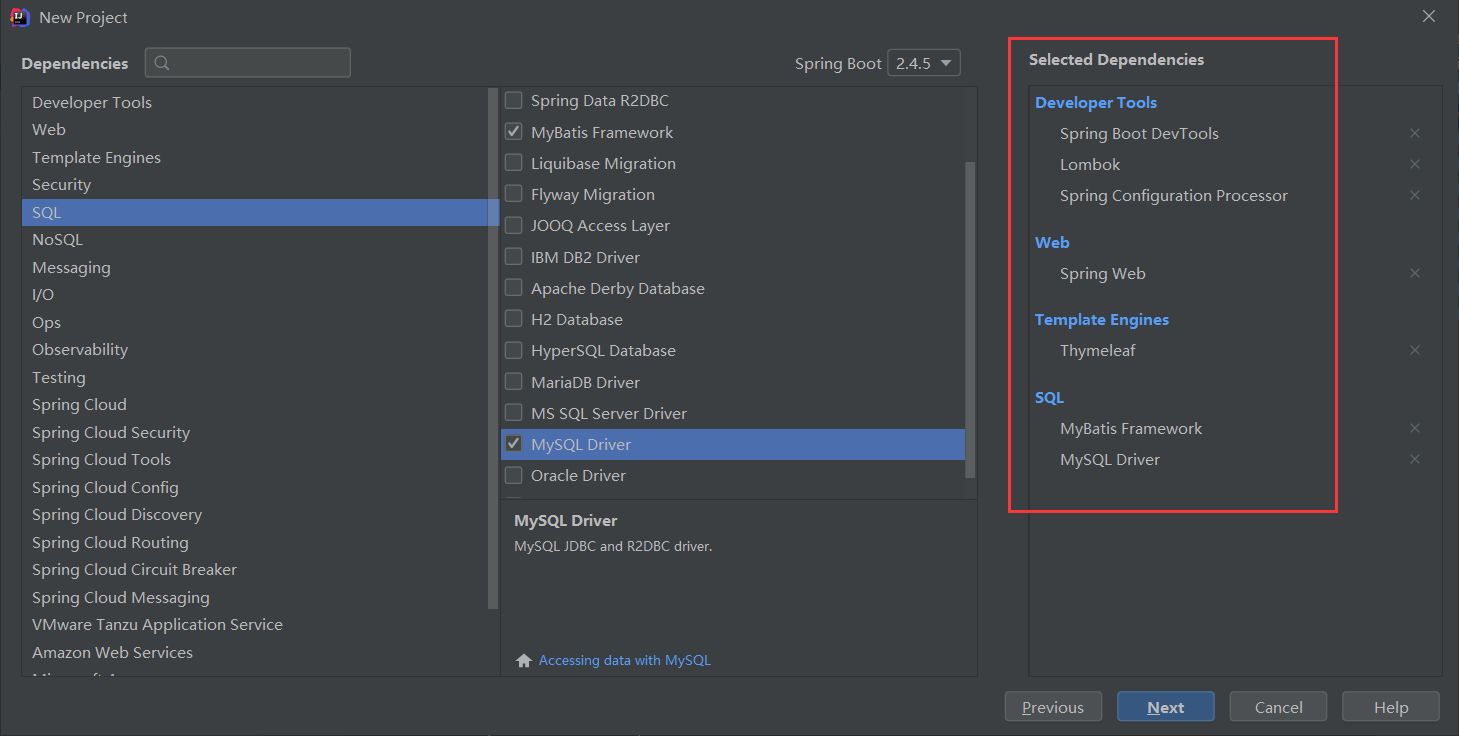 New Project
Dependencies
Spring Boot 2.4.5
Developer Tools
Web
Template Engines
Security
SQL
NoSQL
Messaging
I/O
Ops
Observability
Testing
Spring Cloud
Spring Cloud Security
Spring Cloud Tools
Spring Cloud Config
Spring Cloud Discovery
Spring Cloud Routing
Spring Cloud Circuit Breaker
Spring Cloud Messaging
VMware Tanzu Application Service
Amazon Web Services
Spring Data R2DBC
MyBatis Framework
Liquibase Migration
Flyway Migration
JOOQ Access Layer
IBM DB2 Driver
Apache Derby Database
H2 Database
HyperSQL Database
MariaDB Driver
MS SQL Server Driver
MySQL Driver
Oracle Driver
MySQL Driver
MySQL JDBC and R2DBC driver.
Accessing data with MySQL
Selected Dependencies
Developer Tools
Spring Boot DevTools
Lombok
Spring Configuration Processor
Web
Spring Web
Template Engines
Thymeleaf
SQL
MyBatis Framework
MySQL Driver
Previous
Next
Cancel
Help